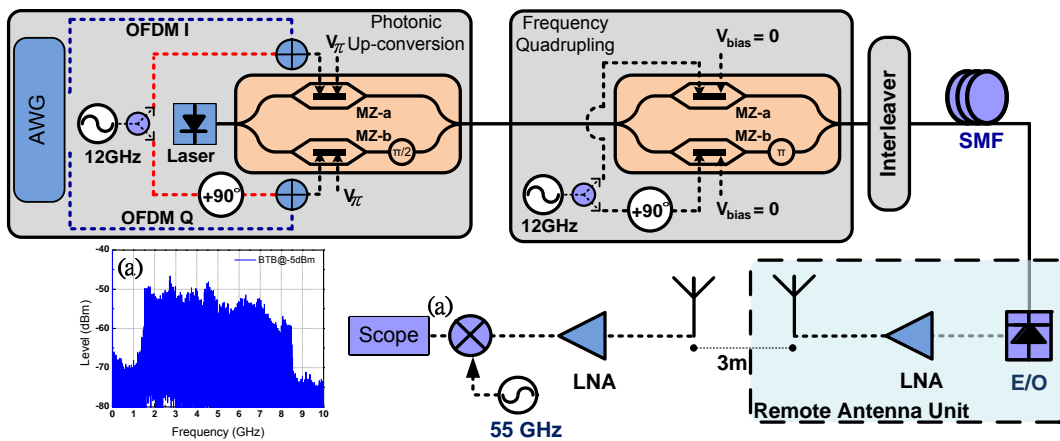 OFDM I
Photonic
Up-conversion
Vπ
AWG
12GHz
Laser
MZ-a
MZ-b
π/2
+90°
Vπ
OFDM Q
Frequency
Quadrupling
Vbias = 0
MZ-a
MZ-b
π
12GHz
+90°
Vbias = 0
Interleaver
SMF
(a)
BTB@-5dBm
Level (dBm)
-40
-50
-60
-70
-80
0 1 2 3 4 5 6 7 8 9 10
Frequency (GHz)
Scope
(a)
55 GHz
LNA
3m
LNA
E/O
Remote Antenna Unit